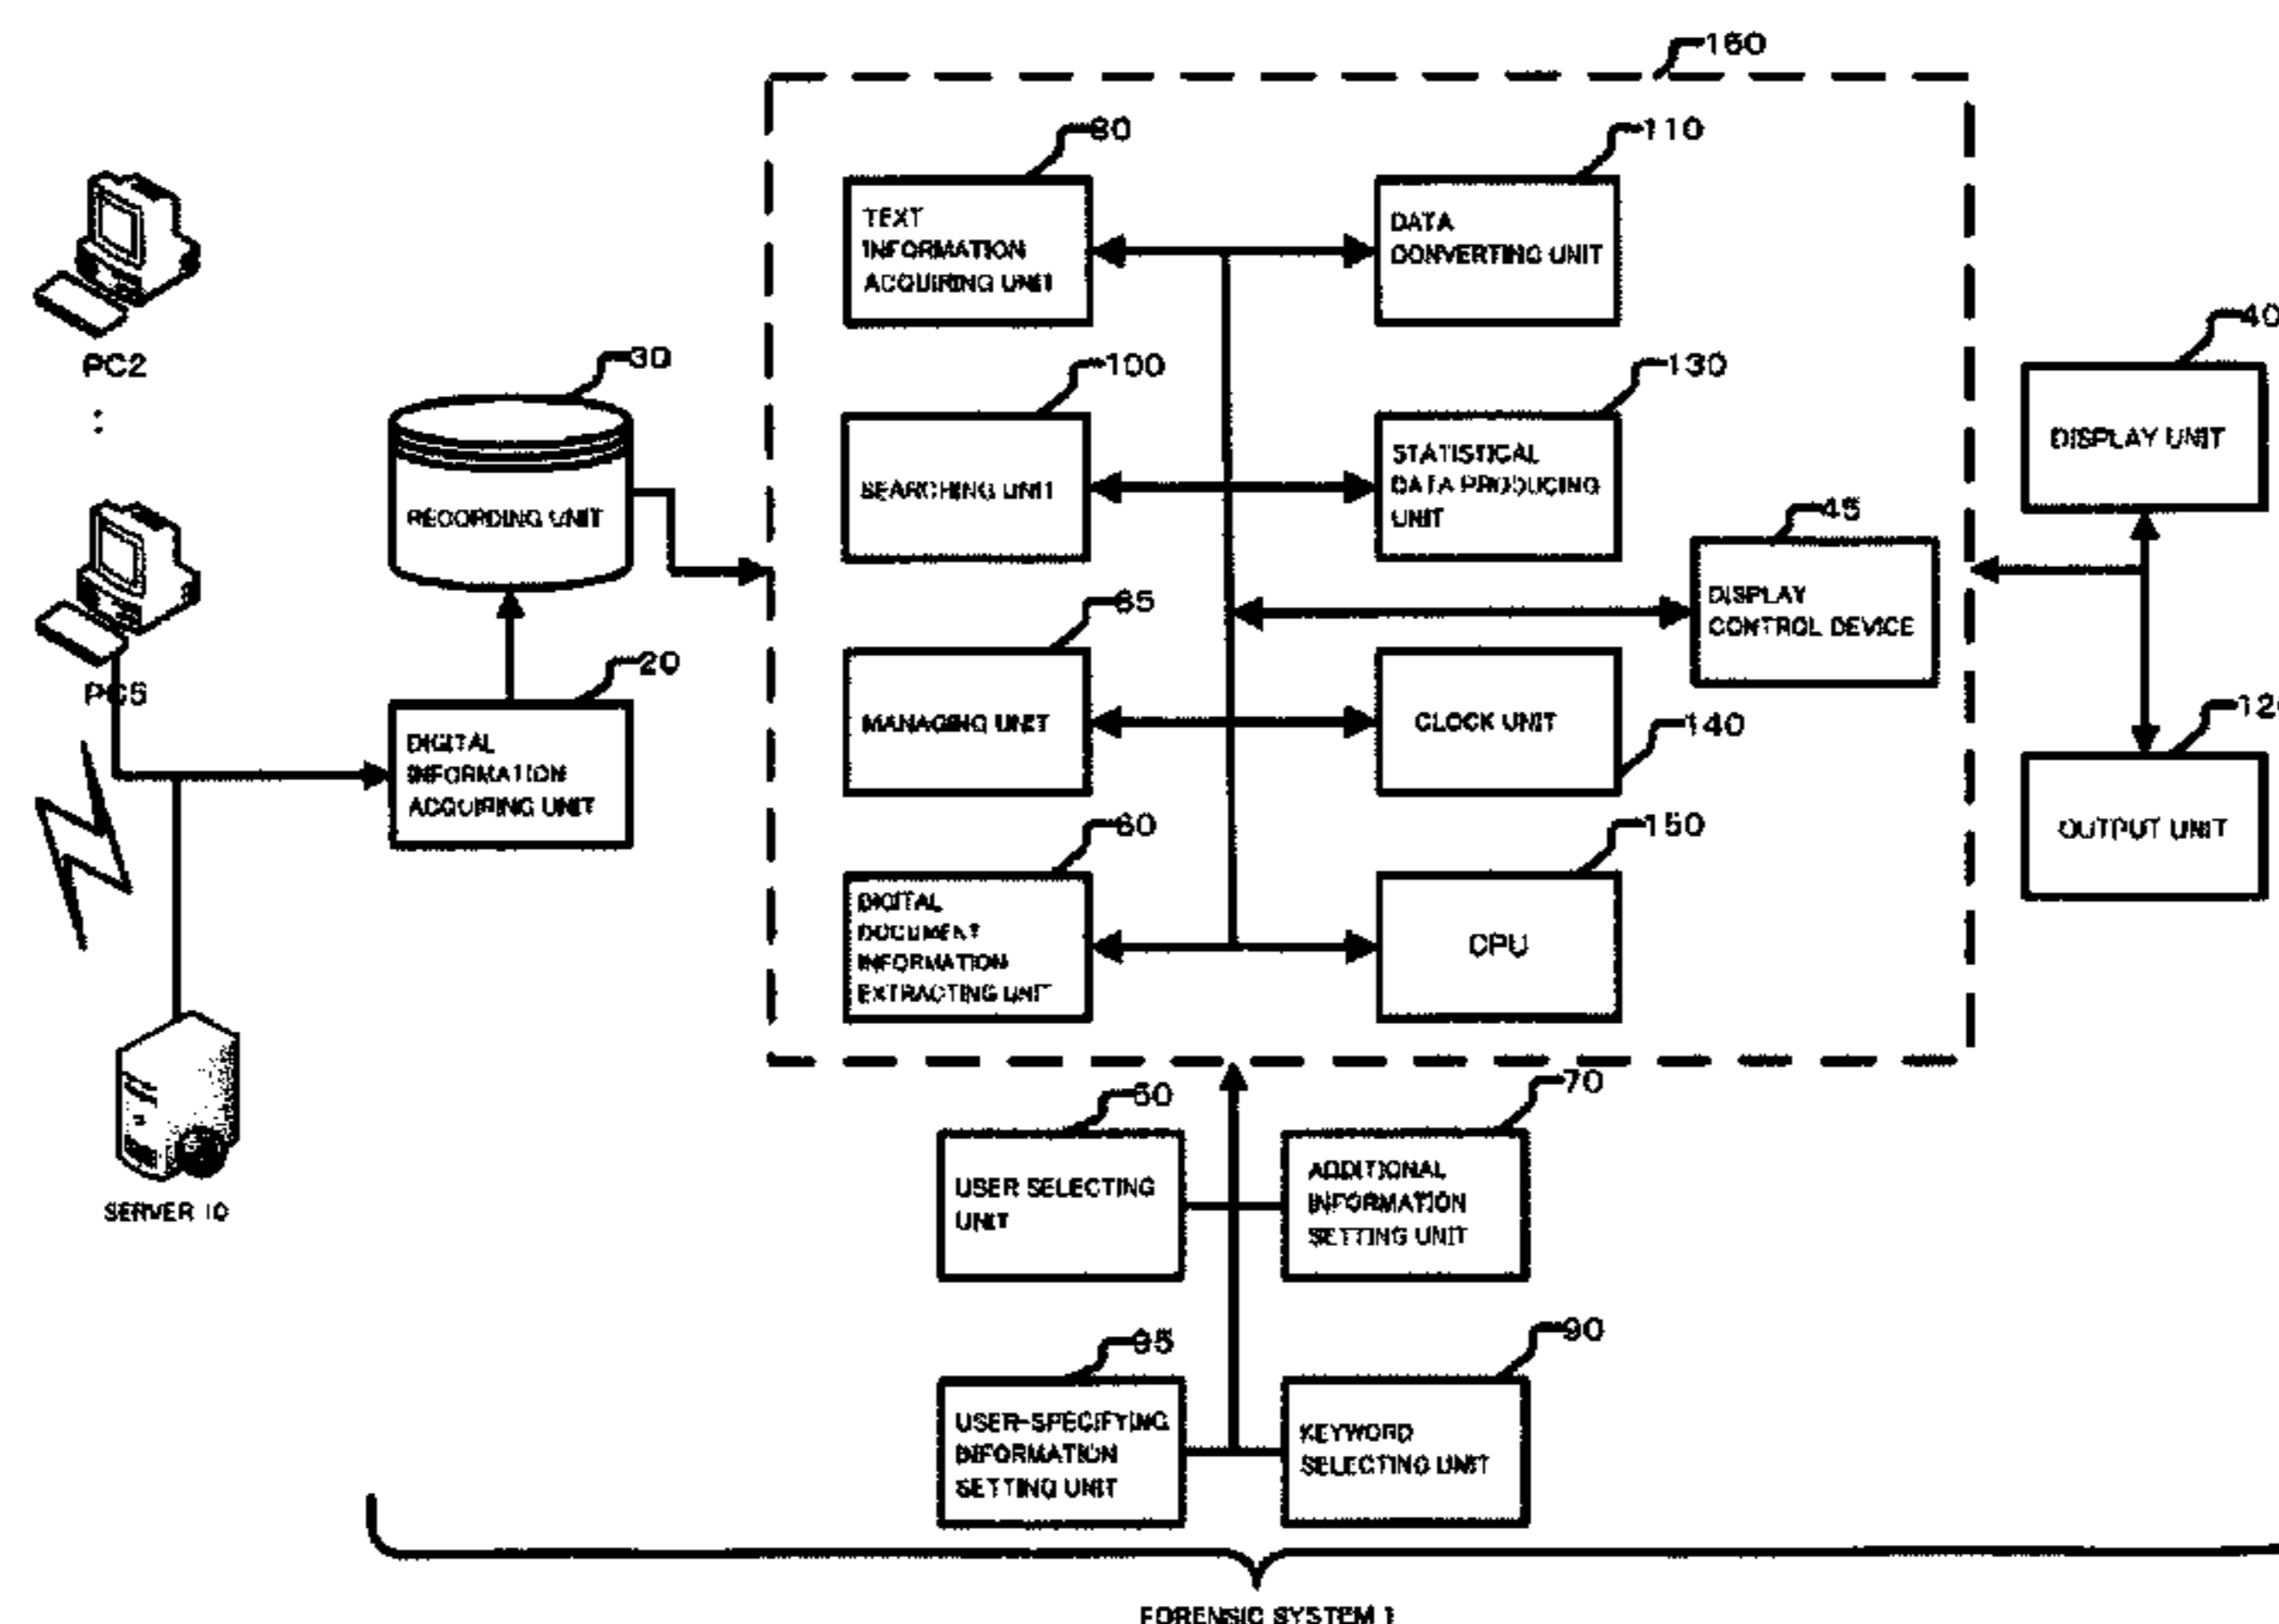 160
80
110
TEXT
INFORMATION
ACQUIRING UNIT
DATA
CONVERTING UNIT
PC2
30
100
130
40
RECORDING UNIT
SEARCHING UNIT
STATISTICAL
DATA PRODUCING
UNIT
DISPLAY UNIT
45
DISPLAY
CONTROL DEVICE
PC5
20
DIGITAL
INFORMATION
ACQUIRING UNIT
MANAGING UNIT
CLOCK UNIT
140
OUTPUT UNIT
60
150
DIGITAL
DOCUMENT
INFORMATION
EXTRACTING UNIT
CPU
SERVER 10
70
USER SELECTING
UNIT
ADDITIONAL
INFORMATION
SETTING UNIT
90
USER-SPECIFYING
INFORMATION
SETTING UNIT
KEYWORD
SELECTING UNIT
FORENSIC SYSTEM 1